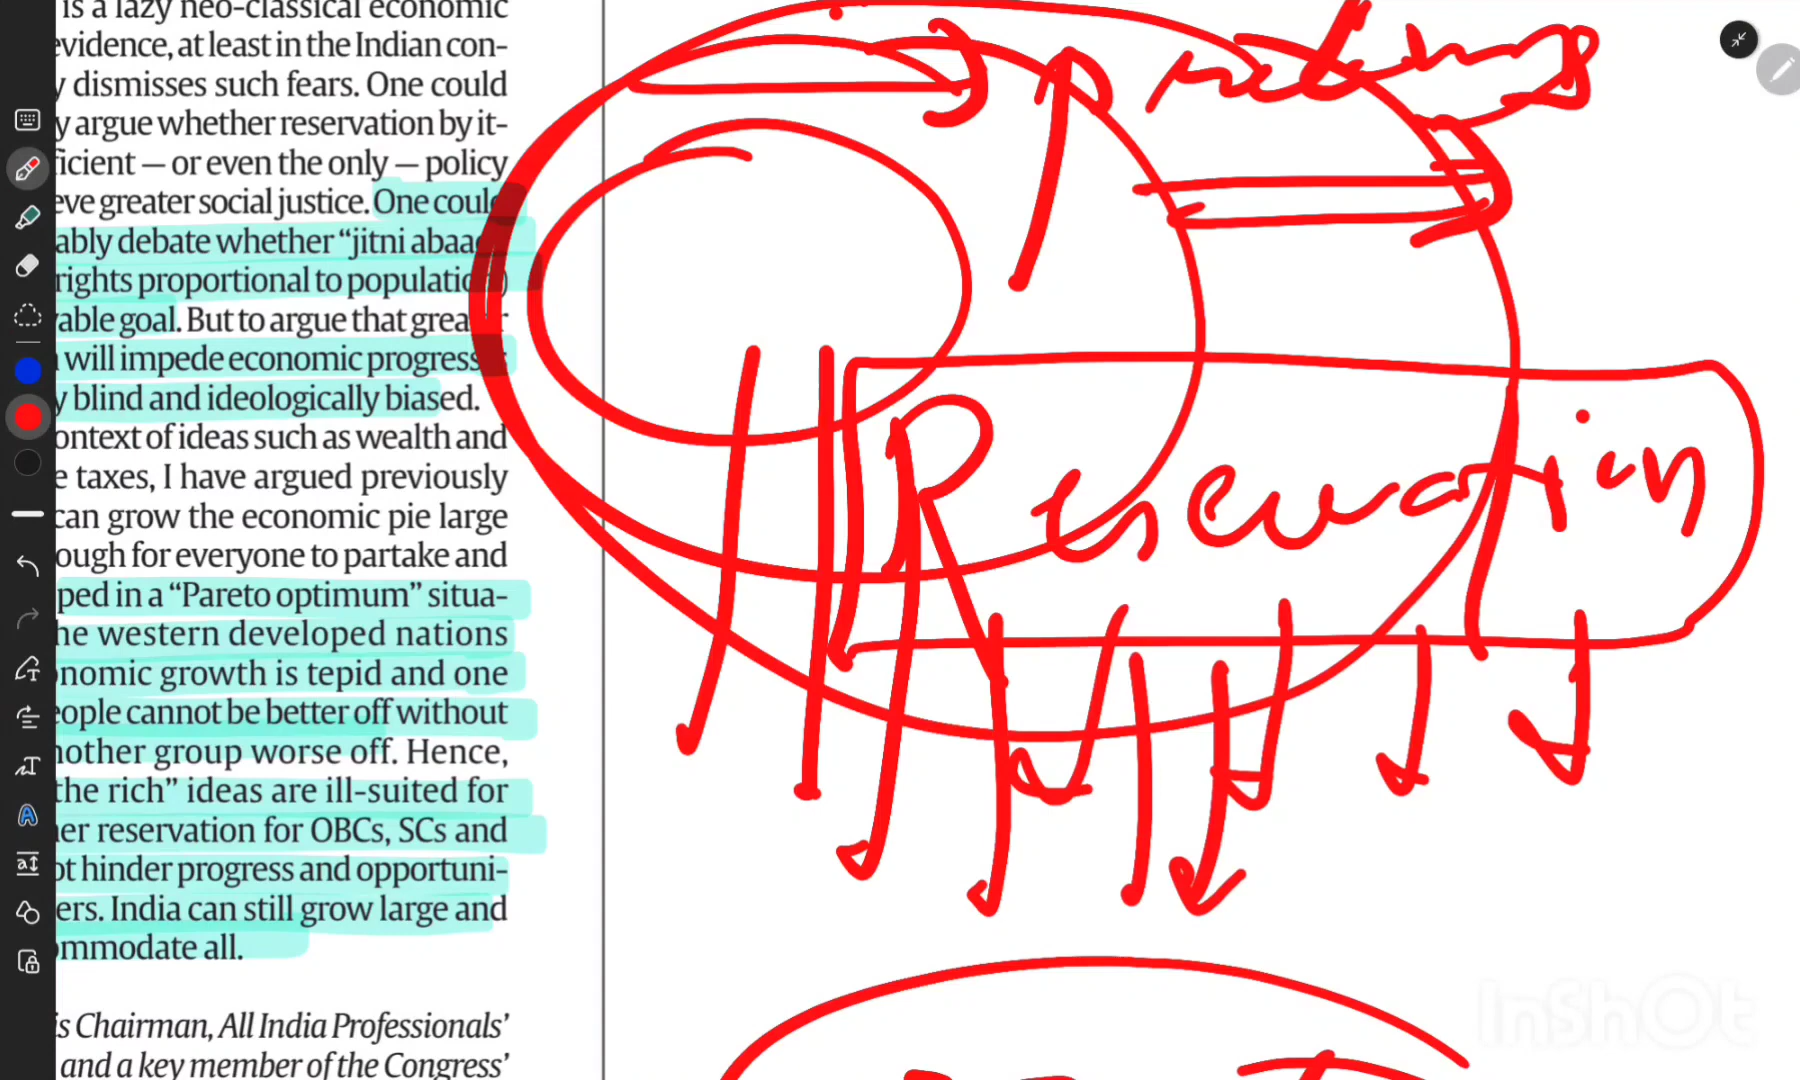 is a lazy neo-classical economic
evidence, at least in the Indian con-
y dismisses such fears. One could
y argue whether reservation by it-
ficient — or even the only — policy
eve greater social justice. One could
ably debate whether “jitni abaa
rights proportional to populatio
able goal. But to argue that grea
will impede economic progress
y blind and ideologically biased.
ontext of ideas such as wealth and
e taxes, I have argued previously
can grow the economic pie large
ough for everyone to partake and
ped in a “Pareto optimum” situa-
he western developed nations
onomic growth is tepid and one
eople cannot be better off without
nother group worse off. Hence,
the rich” ideas are ill-suited for
er reservation for OBCs, SCs and
ot hinder progress and opportuni-
ers. India can still grow large and
ommodate all.
is Chairman, All India Professionals’
and a key member of the Congress’
Reservation
InShOt